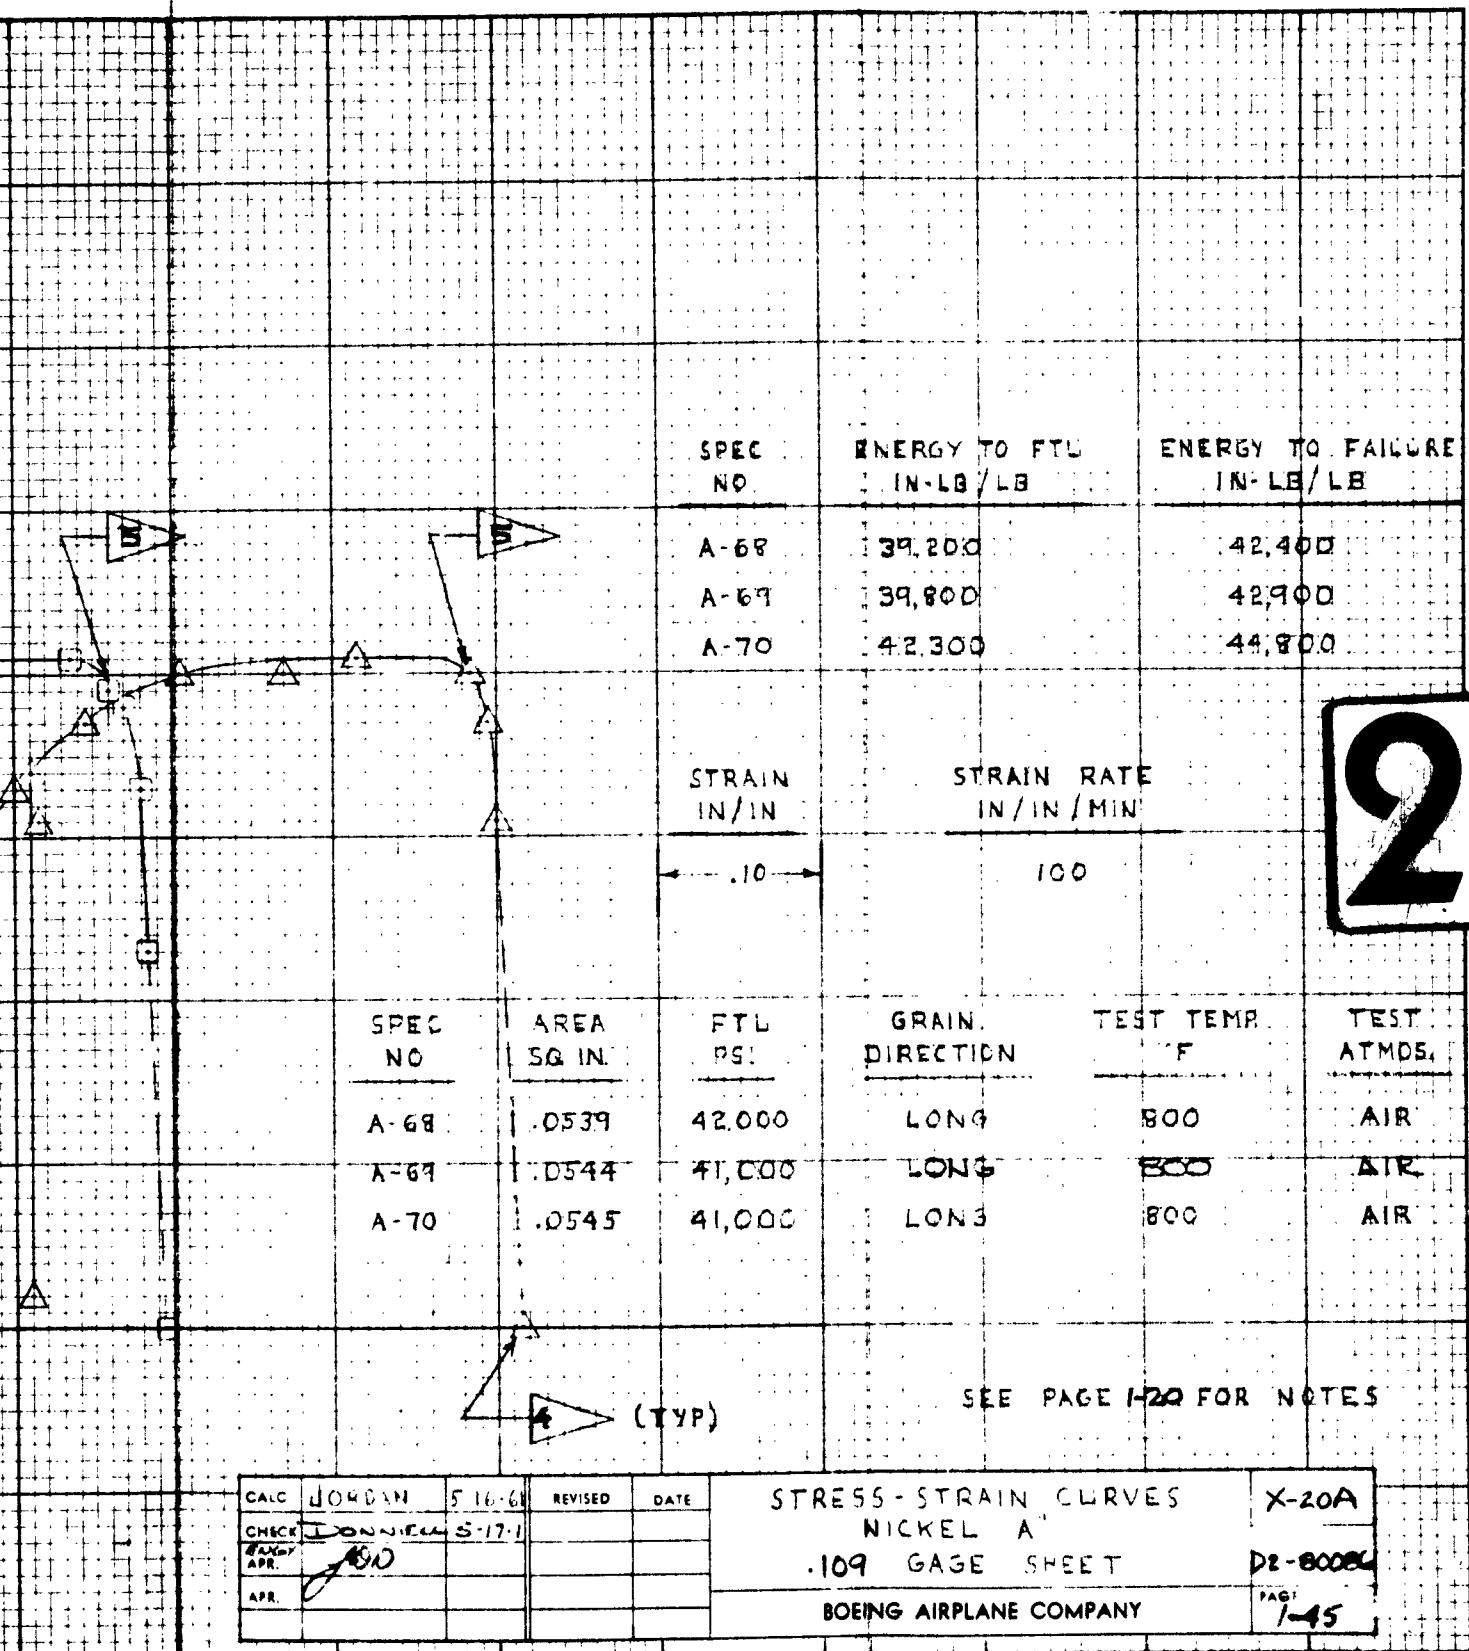 SPEC ENERGY TO FTU ENERGY TO FAILURE
NO. IN-LB/LB IN-LB/LB
A-68 39,200 42,400
A-69 39,800 42,900
A-70 42,300 44,800
5 5
STRAIN STRAIN RATE
IN/IN IN/IN/MIN
.10 100
2
SPEC AREA FTU GRAIN TEST TEMP. TEST
NO SQ IN. PSI DIRECTION °F ATMOS.
A-68 .0539 42,000 LONG 800 AIR
A-69 .0544 41,000 LONG 800 AIR
A-70 .0545 41,000 LONG 800 AIR
SEE PAGE 1-20 FOR NOTES
4 (TYP)
CALC JORDAN 5-16-61 REVISED DATE
CHECK 5-17-1
APR.
APR.
STRESS-STRAIN CURVES
NICKEL 'A'
.109 GAGE SHEET
BOEING AIRPLANE COMPANY
X-20A
PAGE
1-45